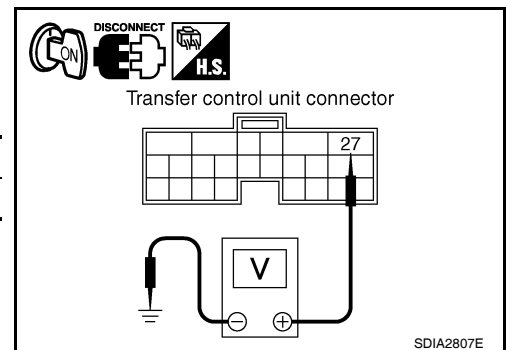 DISCONNECT
ON
H.S.
Transfer control unit connector
27
V
− +
SDIA2807E